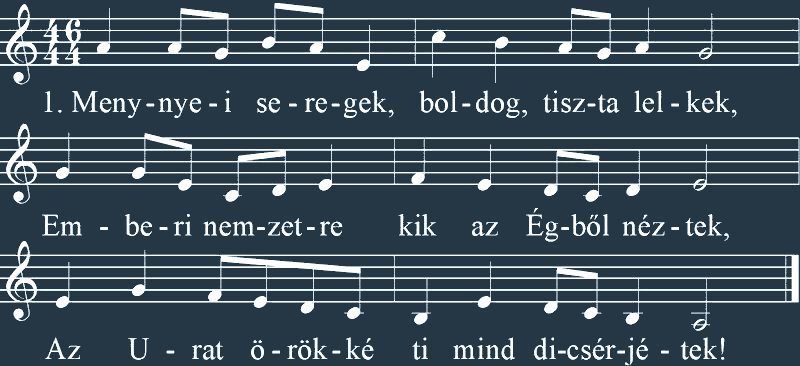 4 6
4 4
1. Meny-nye-i se-re-gek, bol-dog, tisz-ta lel-kek,
Em - be-ri nem-zet-re kik az Ég-ből néz-tek,
Az U - rat ö-rök-ké ti mind di-csér-jé - tek!